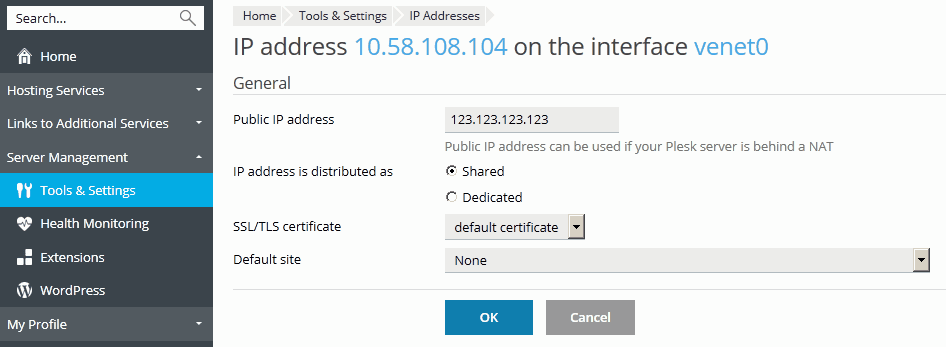 Search...
Home
Hosting Services
Links to Additional Services
Server Management
Tools & Settings
Health Monitoring
Extensions
WordPress
My Profile
Home Tools & Settings IP Addresses
IP address 10.58.108.104 on the interface venet0
General
Public IP address 123.123.123.123
Public IP address can be used if your Plesk server is behind a NAT
IP address is distributed as Shared
Dedicated
SSL/TLS certificate default certificate
Default site None
OK Cancel